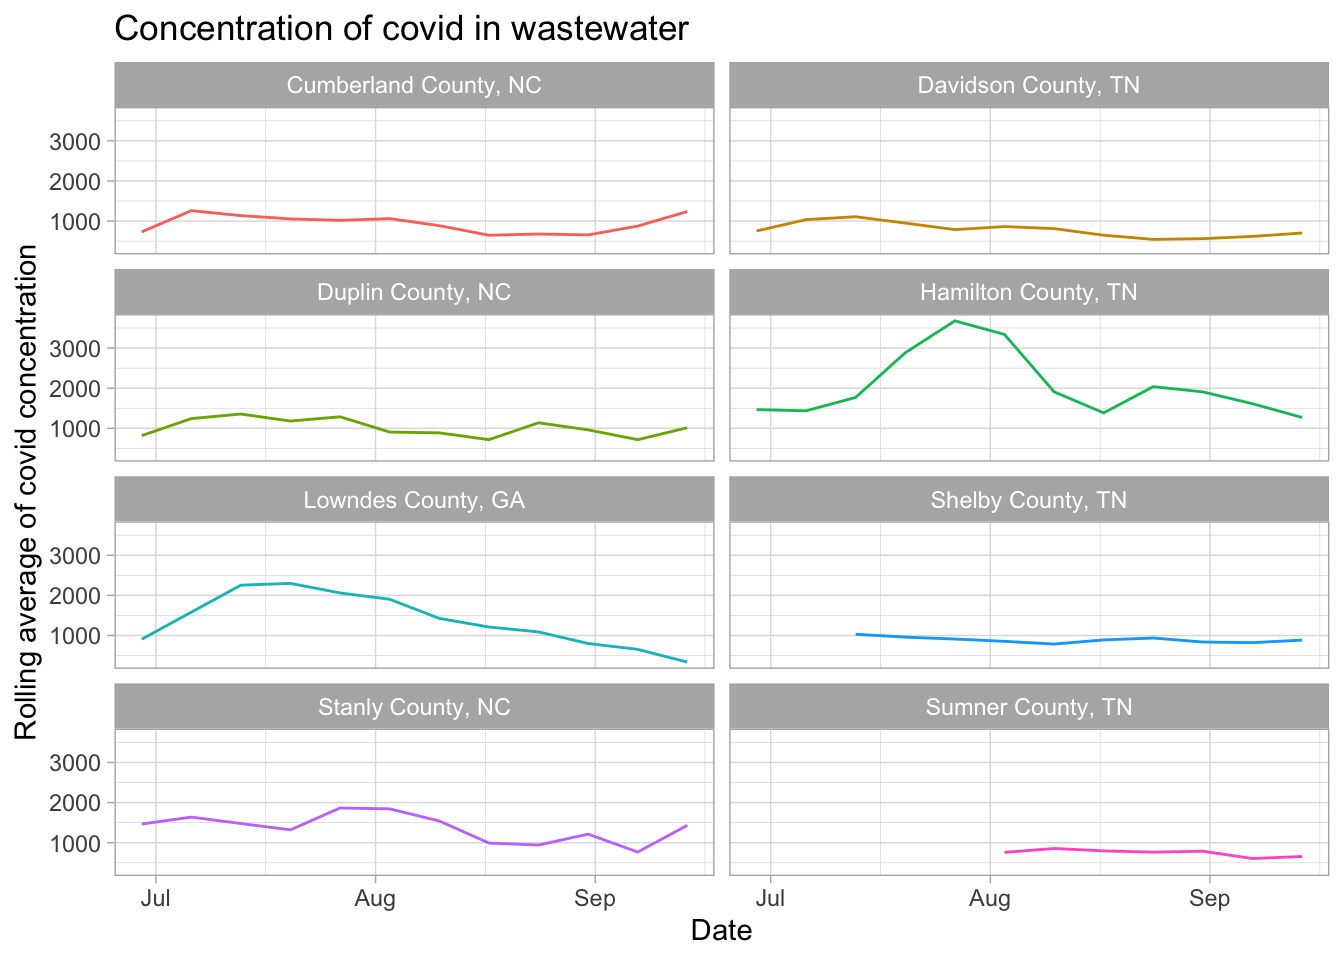 Concentration of covid in wastewater
Cumberland County, NC
Davidson County, TN
3000
2000
1000
Duplin County, NC
Hamilton County, TN
3000
2000
1000
Lowndes County, GA
Shelby County, TN
3000
2000
1000
Stanly County, NC
Sumner County, TN
3000
2000
1000
Rolling average of covid concentration
Jul Aug Sep
Jul Aug Sep
Date